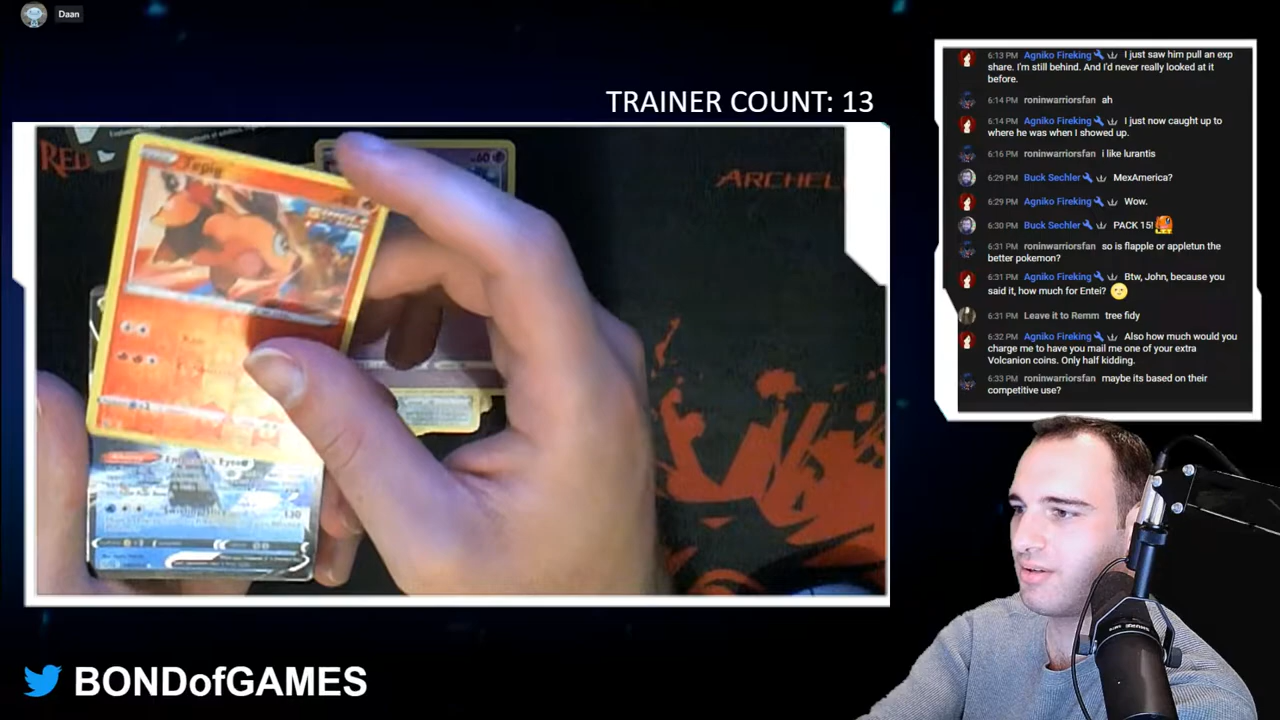 Daan
TRAINER COUNT: 13
RED
ARCHEL
Tepig
60
130
6:13 PM Agniko Fireking I just saw him pull an exp
share. I'm still behind. And I'd never really looked at it
before.
6:14 PM roninwarriorsfan ah
6:14 PM Agniko Fireking I just now caught up to
where he was when I showed up.
6:16 PM roninwarriorsfan i like lurantis
6:29 PM Buck Sechler MexAmerica?
6:29 PM Agniko Fireking Wow.
6:30 PM Buck Sechler PACK 15!
6:31 PM roninwarriorsfan so is flapple or appletun the
better pokemon?
6:31 PM Agniko Fireking Btw, John, because you
said it, how much for Entei?
6:31 PM Leave it to Remm tree fidy
6:32 PM Agniko Fireking Also how much would you
charge me to have you mail me one of your extra
Volcanion coins. Only half kidding.
6:33 PM roninwarriorsfan maybe its based on their
competitive use?
BONDofGAMES